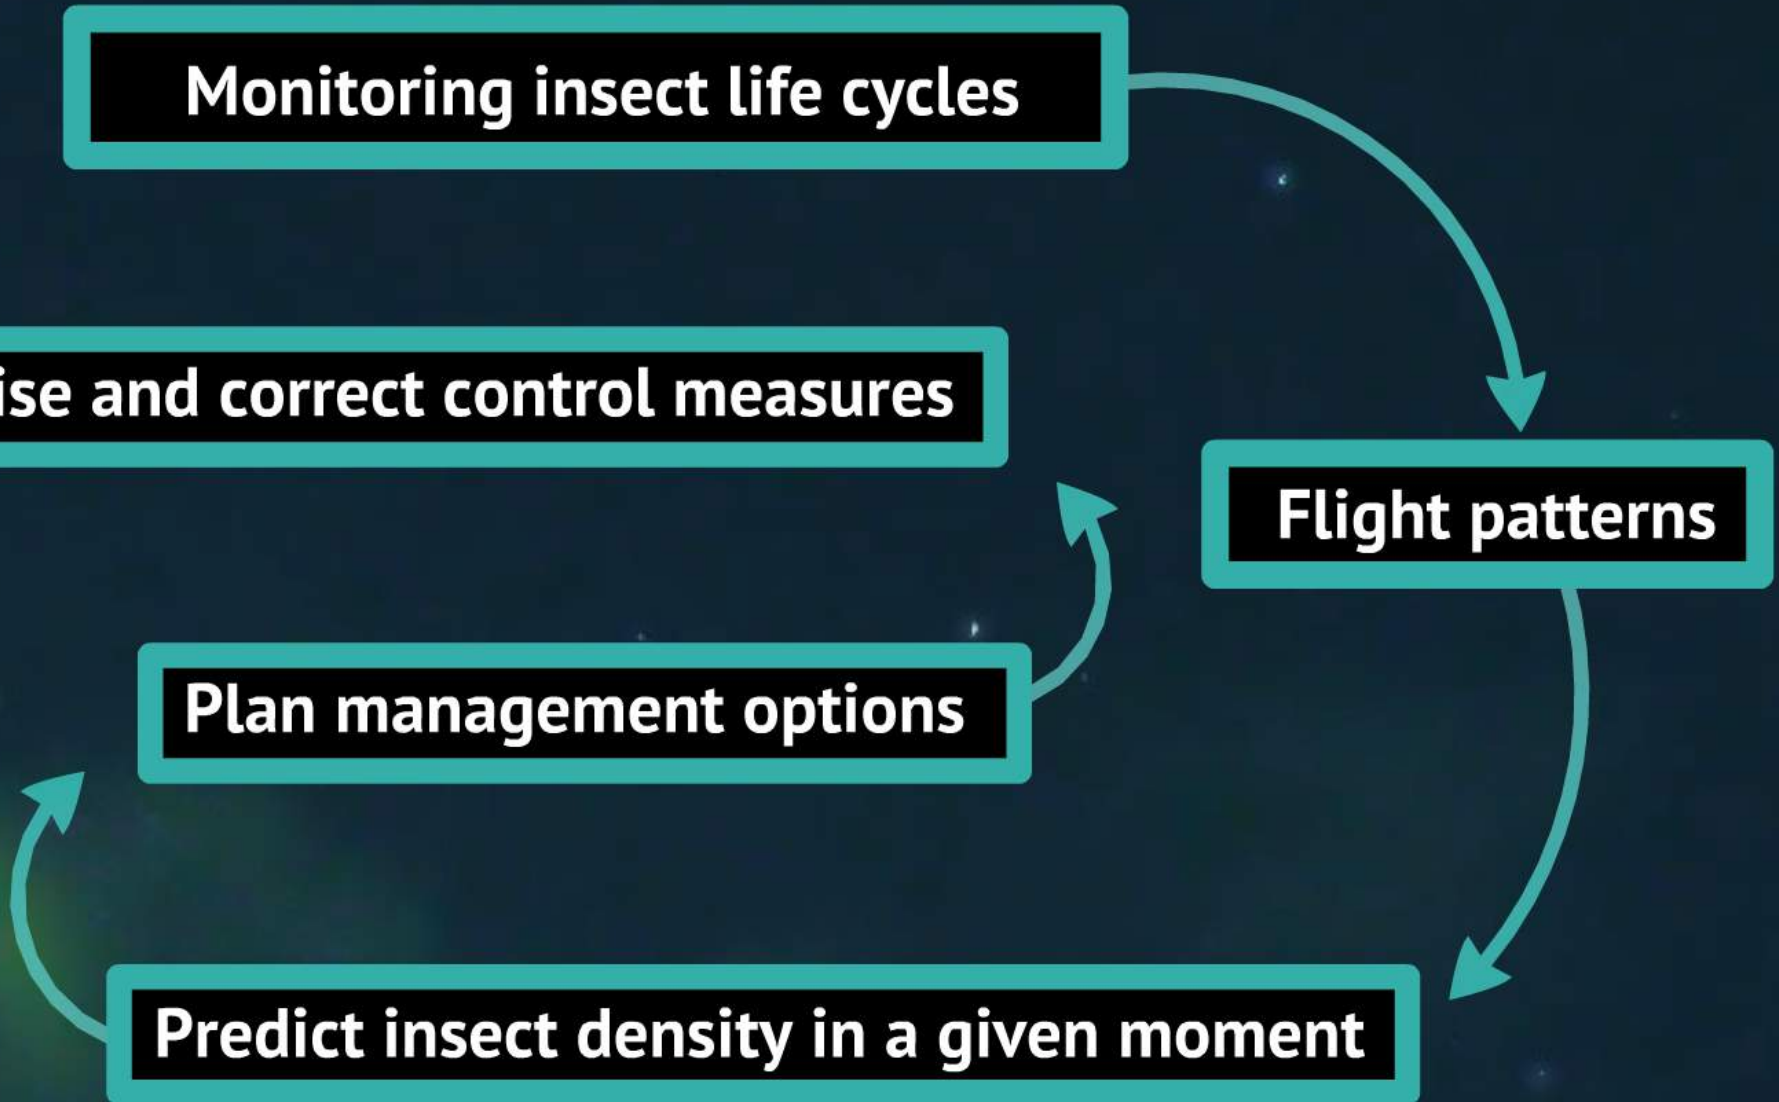 Monitoring insect life cycles
and correct control measures
Flight patterns
Plan management options
Predict insect density in a given moment